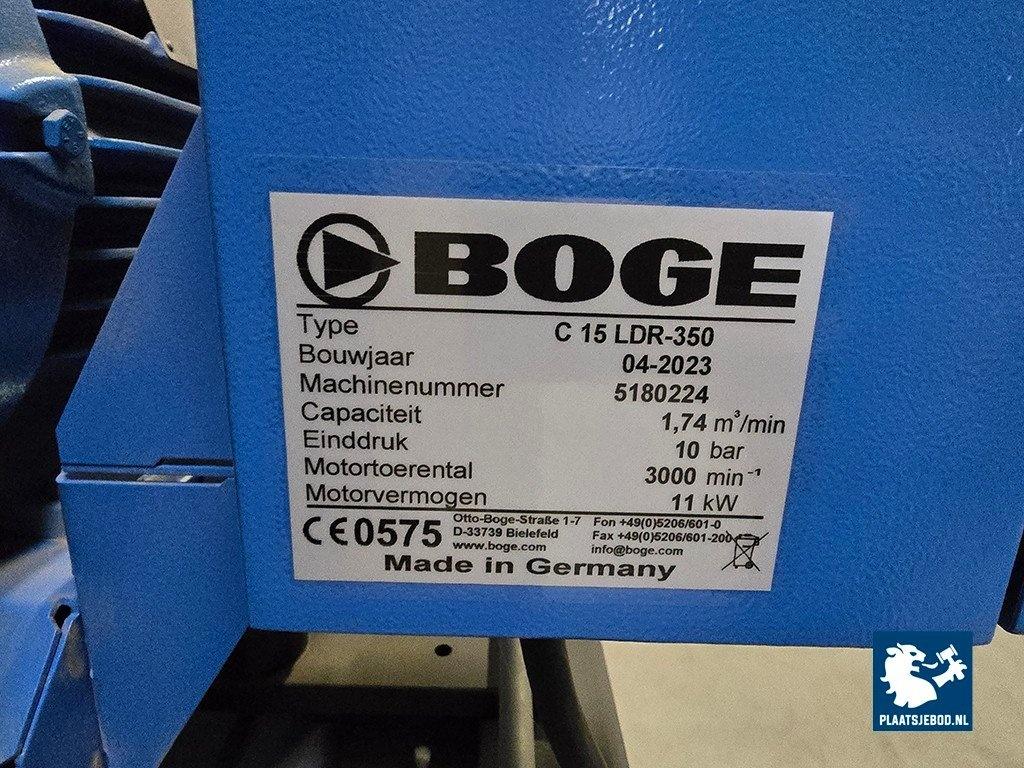 BOGE
Type C 15 LDR-350
Bouwjaar 04-2023
Machinenummer 5180224
Capaciteit 1,74 m³/min
Einddruk 10 bar
Motortoerental 3000 min⁻¹
Motorvermogen 11 kW
CE0575
Otto-Boge-Straße 1-7 Fon +49(0)5206/601-0
D-33739 Bielefeld Fax +49(0)5206/601-200
www.boge.com info@boge.com
Made in Germany
PLAATSJEBOD.NL